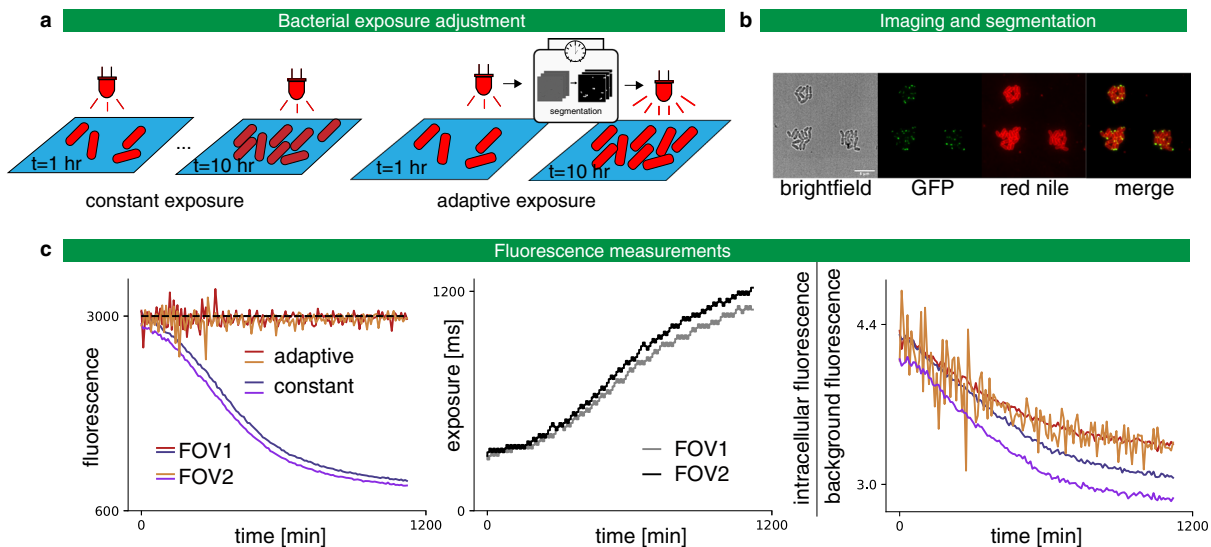 a
Bacterial exposure adjustment
segmentation
t=1 hr
...
t=10 hr
t=1 hr
t=10 hr
constant exposure
adaptive exposure
b
Imaging and segmentation
brightfield
GFP
red nile
merge
c
Fluorescence measurements
fluorescence
3000
600
adaptive
constant
FOV1
FOV2
0
1200
time [min]
exposure [ms]
1200
0
FOV1
FOV2
0
1200
time [min]
intracellular fluorescence
background fluorescence
4.4
3.0
0
1200
time [min]